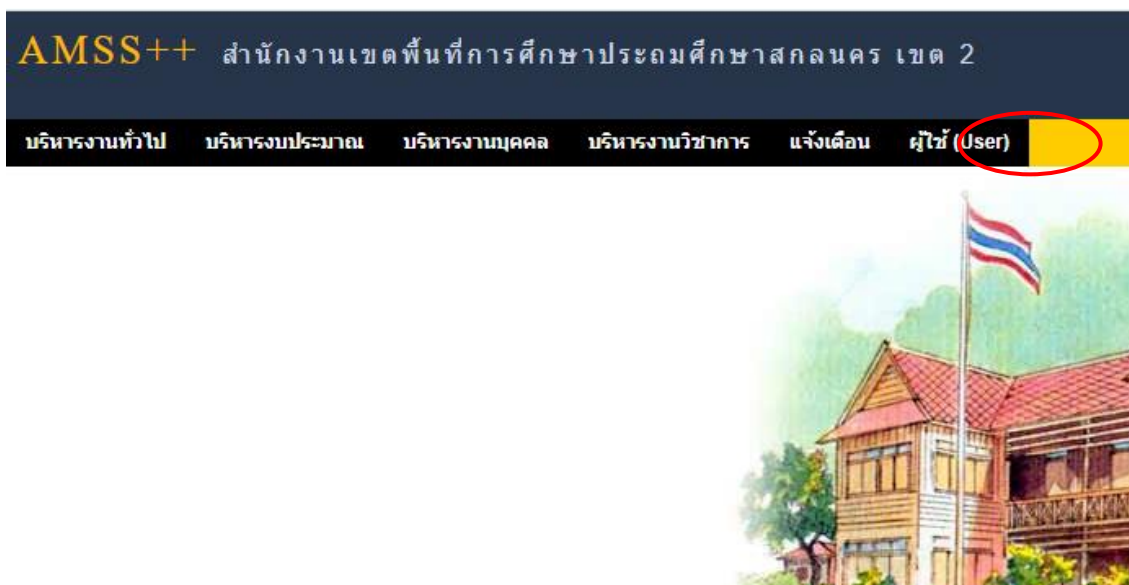 AMSS++ สำนักงานเขตพื้นที่การศึกษาประถมศึกษาสกลนคร เขต 2
บริหารงานทั่วไป บริหารงบประมาณ บริหารงานบุคคล บริหารงานวิชาการ แจ้งเตือน ผู้ใช้ (User)